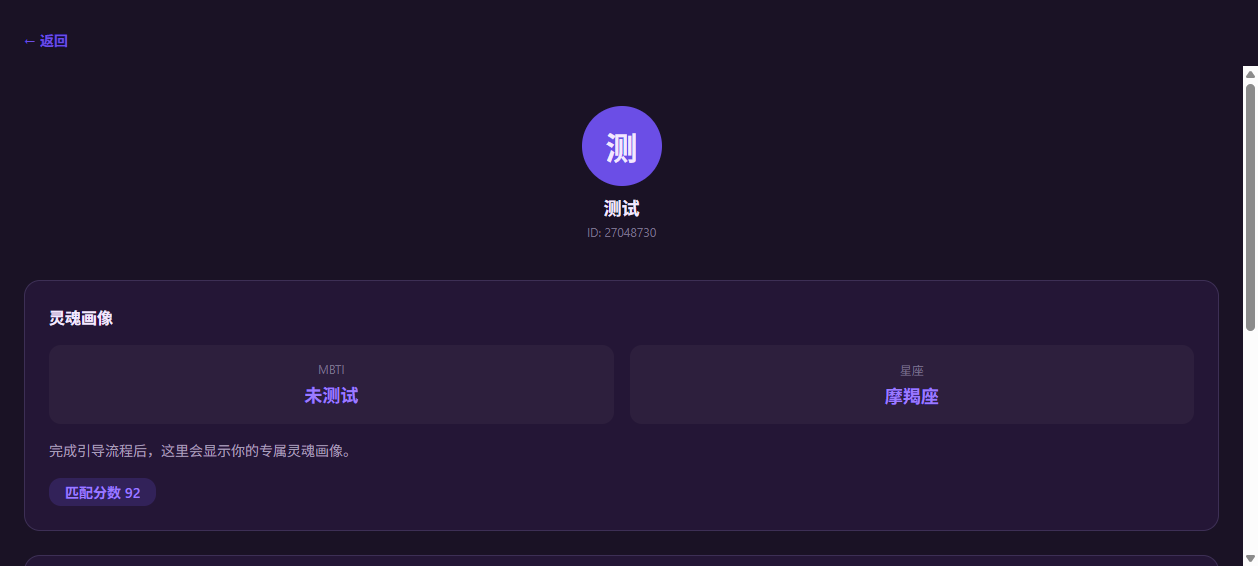 ← 返回
测
测试
ID: 27048730
灵魂画像
MBTI
未测试
星座
摩羯座
完成引导流程后，这里会显示你的专属灵魂画像。
匹配分数 92